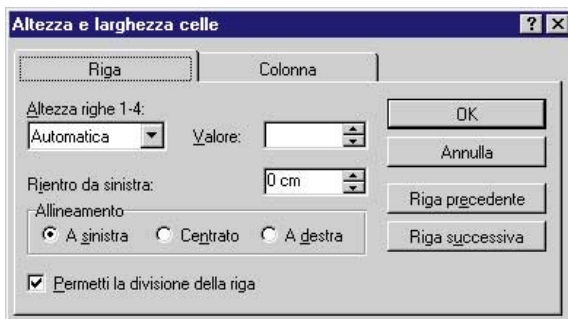 Altezza e larghezza celle
Riga Colonna
Altezza righe 1-4:
Automatica Valore:
OK
Annulla
Rientro da sinistra: 0 cm
Riga precedente
Allineamento
A sinistra Centrato A destra
Riga successiva
Permetti la divisione della riga